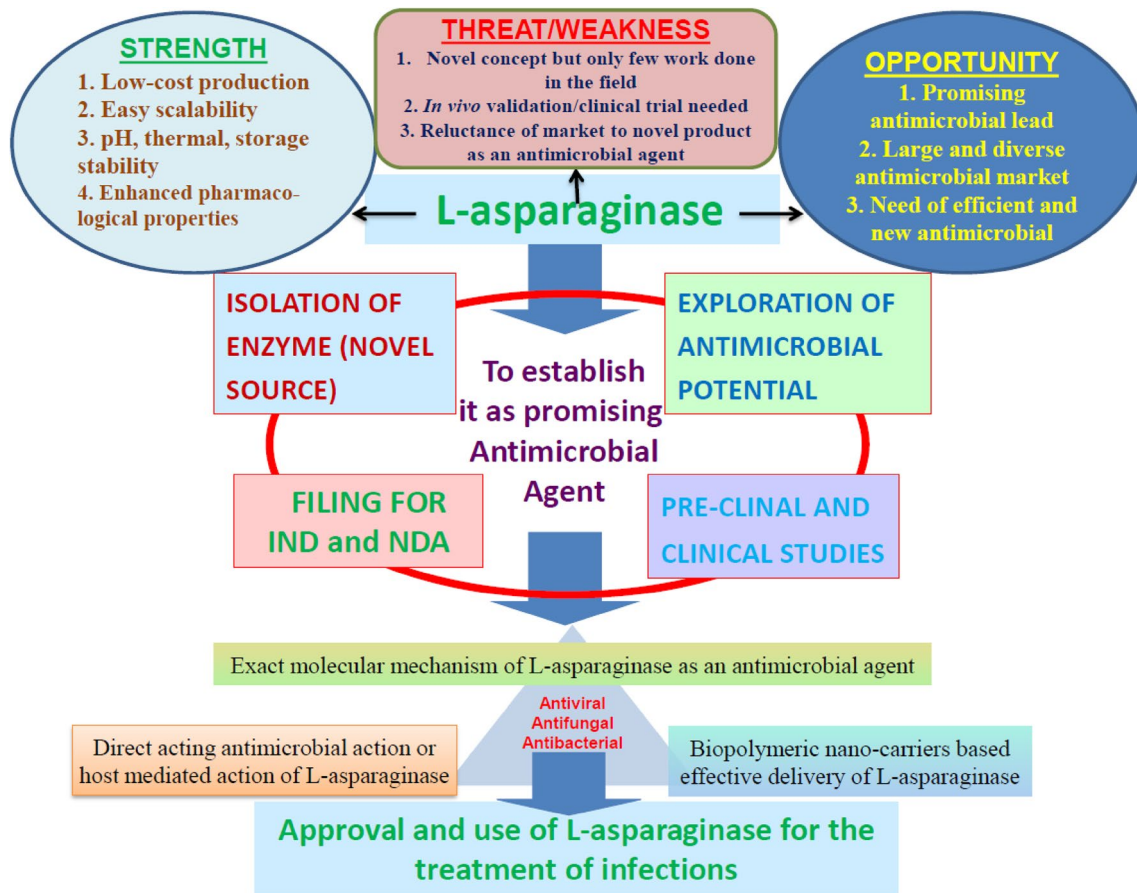 STRENGTH
1. Low-cost production
2. Easy scalability
3. pH, thermal, storage
stability
4. Enhanced pharmaco-
logical properties
THREAT/WEAKNESS
1. Novel concept but only few work done
in the field
2. In vivo validation/clinical trial needed
3. Reluctance of market to novel product
as an antimicrobial agent
OPPORTUNITY
1. Promising
antimicrobial lead
2. Large and diverse
antimicrobial market
3. Need of efficient and
new antimicrobial
L-asparaginase
ISOLATION OF
ENZYME (NOVEL
SOURCE)
EXPLORATION OF
ANTIMICROBIAL
POTENTIAL
To establish
it as promising
Antimicrobial
Agent
FILING FOR
IND and NDA
PRE-CLINAL AND
CLINICAL STUDIES
Exact molecular mechanism of L-asparaginase as an antimicrobial agent
Antiviral
Antifungal
Antibacterial
Direct acting antimicrobial action or
host mediated action of L-asparaginase
Biopolymeric nano-carriers based
effective delivery of L-asparaginase
Approval and use of L-asparaginase for the
treatment of infections